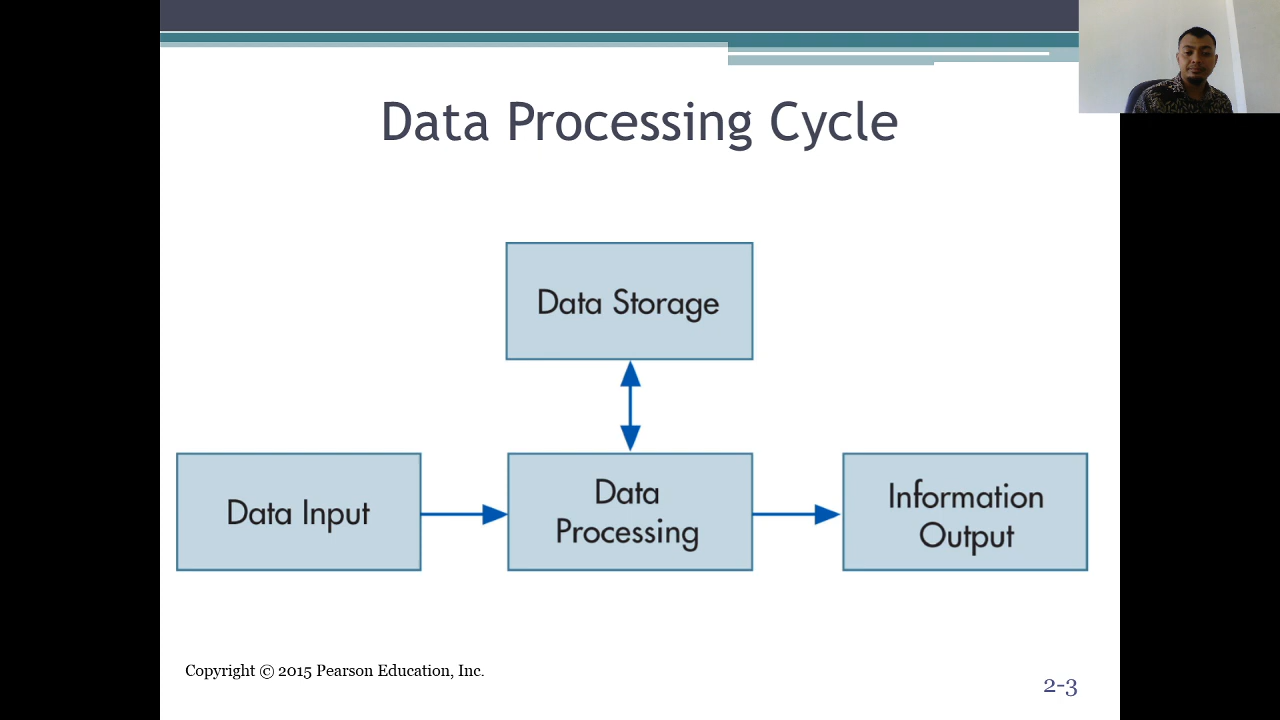 Data Processing Cycle
Data Storage
Data Input
Data
Processing
Information
Output
Copyright © 2015 Pearson Education, Inc.
2-3